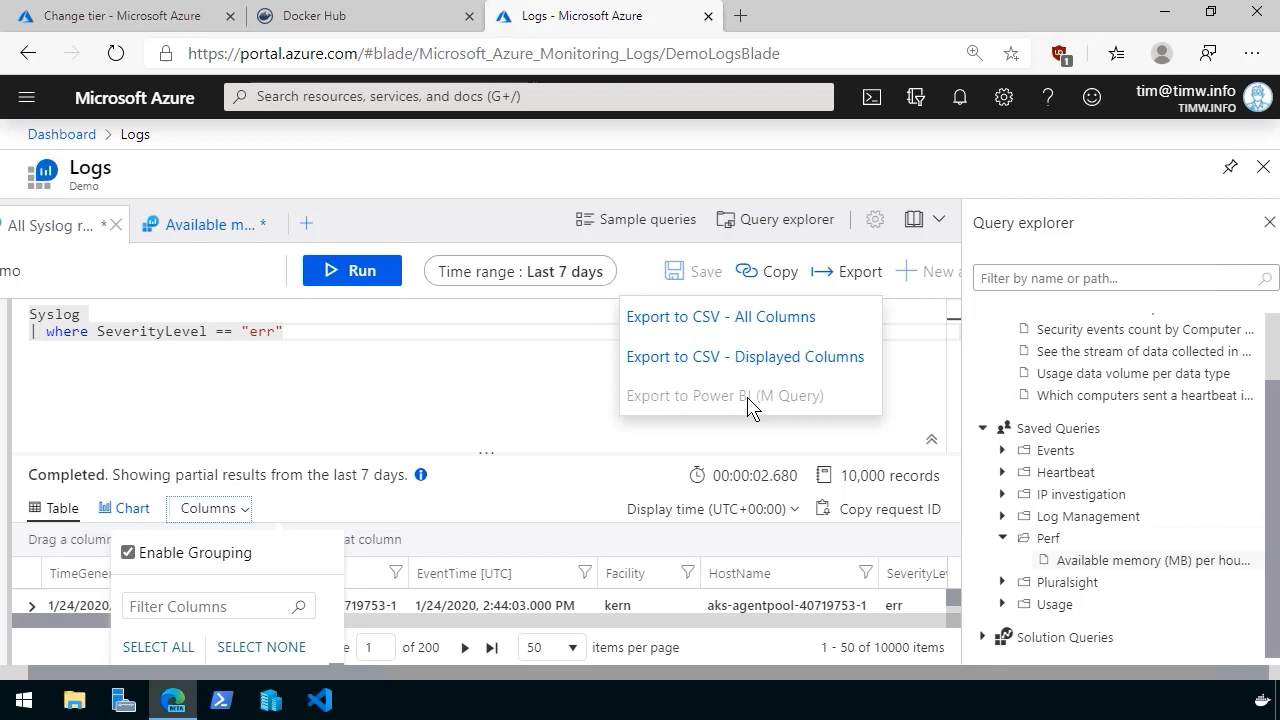 Change tier - Microsoft Azure
Docker Hub
Logs - Microsoft Azure
https://portal.azure.com/#blade/Microsoft_Azure_Monitoring_Logs/DemoLogsBlade
1
Microsoft Azure
Search resources, services, and docs (G+/)
tim@timw.info
TIMW.INFO
Dashboard > Logs
Logs
Demo
All Syslog r... *
Available m... *
Sample queries
Query explorer
Query explorer
mo
Run
Time range : Last 7 days
Save
Copy
Export
New a
Filter by name or path...
Syslog
| where SeverityLevel == "err"
Export to CSV - All Columns
Export to CSV - Displayed Columns
Export to Power BI (M Query)
Security events count by Computer ...
See the stream of data collected in ...
Usage data volume per data type
Which computers sent a heartbeat i...
Saved Queries
Events
Heartbeat
IP investigation
Log Management
Perf
Available memory (MB) per hou...
Pluralsight
Usage
Solution Queries
Completed. Showing partial results from the last 7 days.
00:00:02.680
10,000 records
Table
Chart
Columns
Display time (UTC+00:00)
Copy request ID
Drag a colum
at column
Enable Grouping
TimeGener
EventTime [UTC]
Facility
HostName
SeverityLe
Filter Columns
1/24/2020,
719753-1
1/24/2020, 2:44:03.000 PM
kern
aks-agentpool-40719753-1
err
SELECT ALL
SELECT NONE
e
1
of 200
50
items per page
1 - 50 of 10000 items
BETA